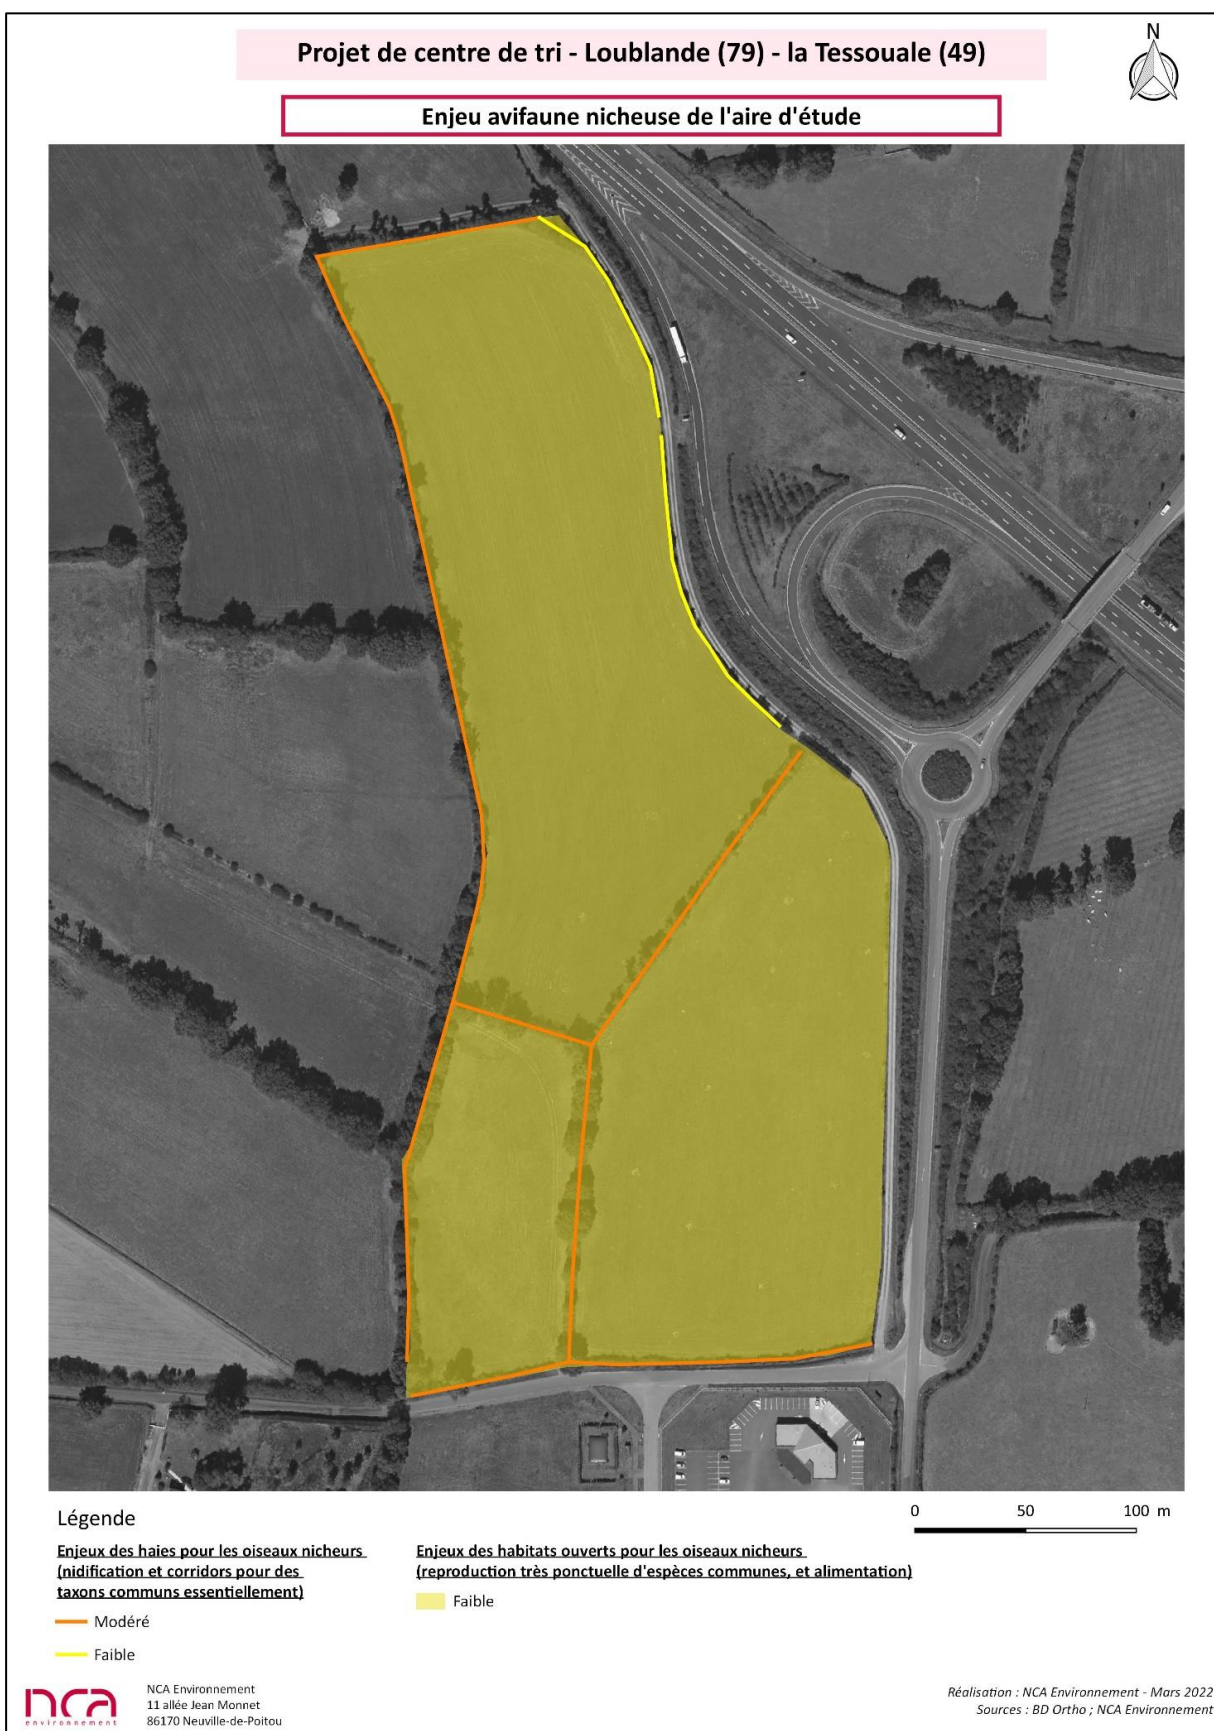 Projet de centre de tri - Loublande (79) - la Tessouale (49)
N
Enjeu avifaune nicheuse de l'aire d'étude
Légende
0 50 100 m
Enjeux des haies pour les oiseaux nicheurs
(nidification et corridors pour des
taxons communs essentiellement)
Modéré
Faible
Enjeux des habitats ouverts pour les oiseaux nicheurs
(reproduction très ponctuelle d'espèces communes, et alimentation)
Faible
nca
environnement
NCA Environnement
11 allée Jean Monnet
86170 Neuville-de-Poitou
Réalisation : NCA Environnement - Mars 2022
Sources : BD Ortho ; NCA Environnement